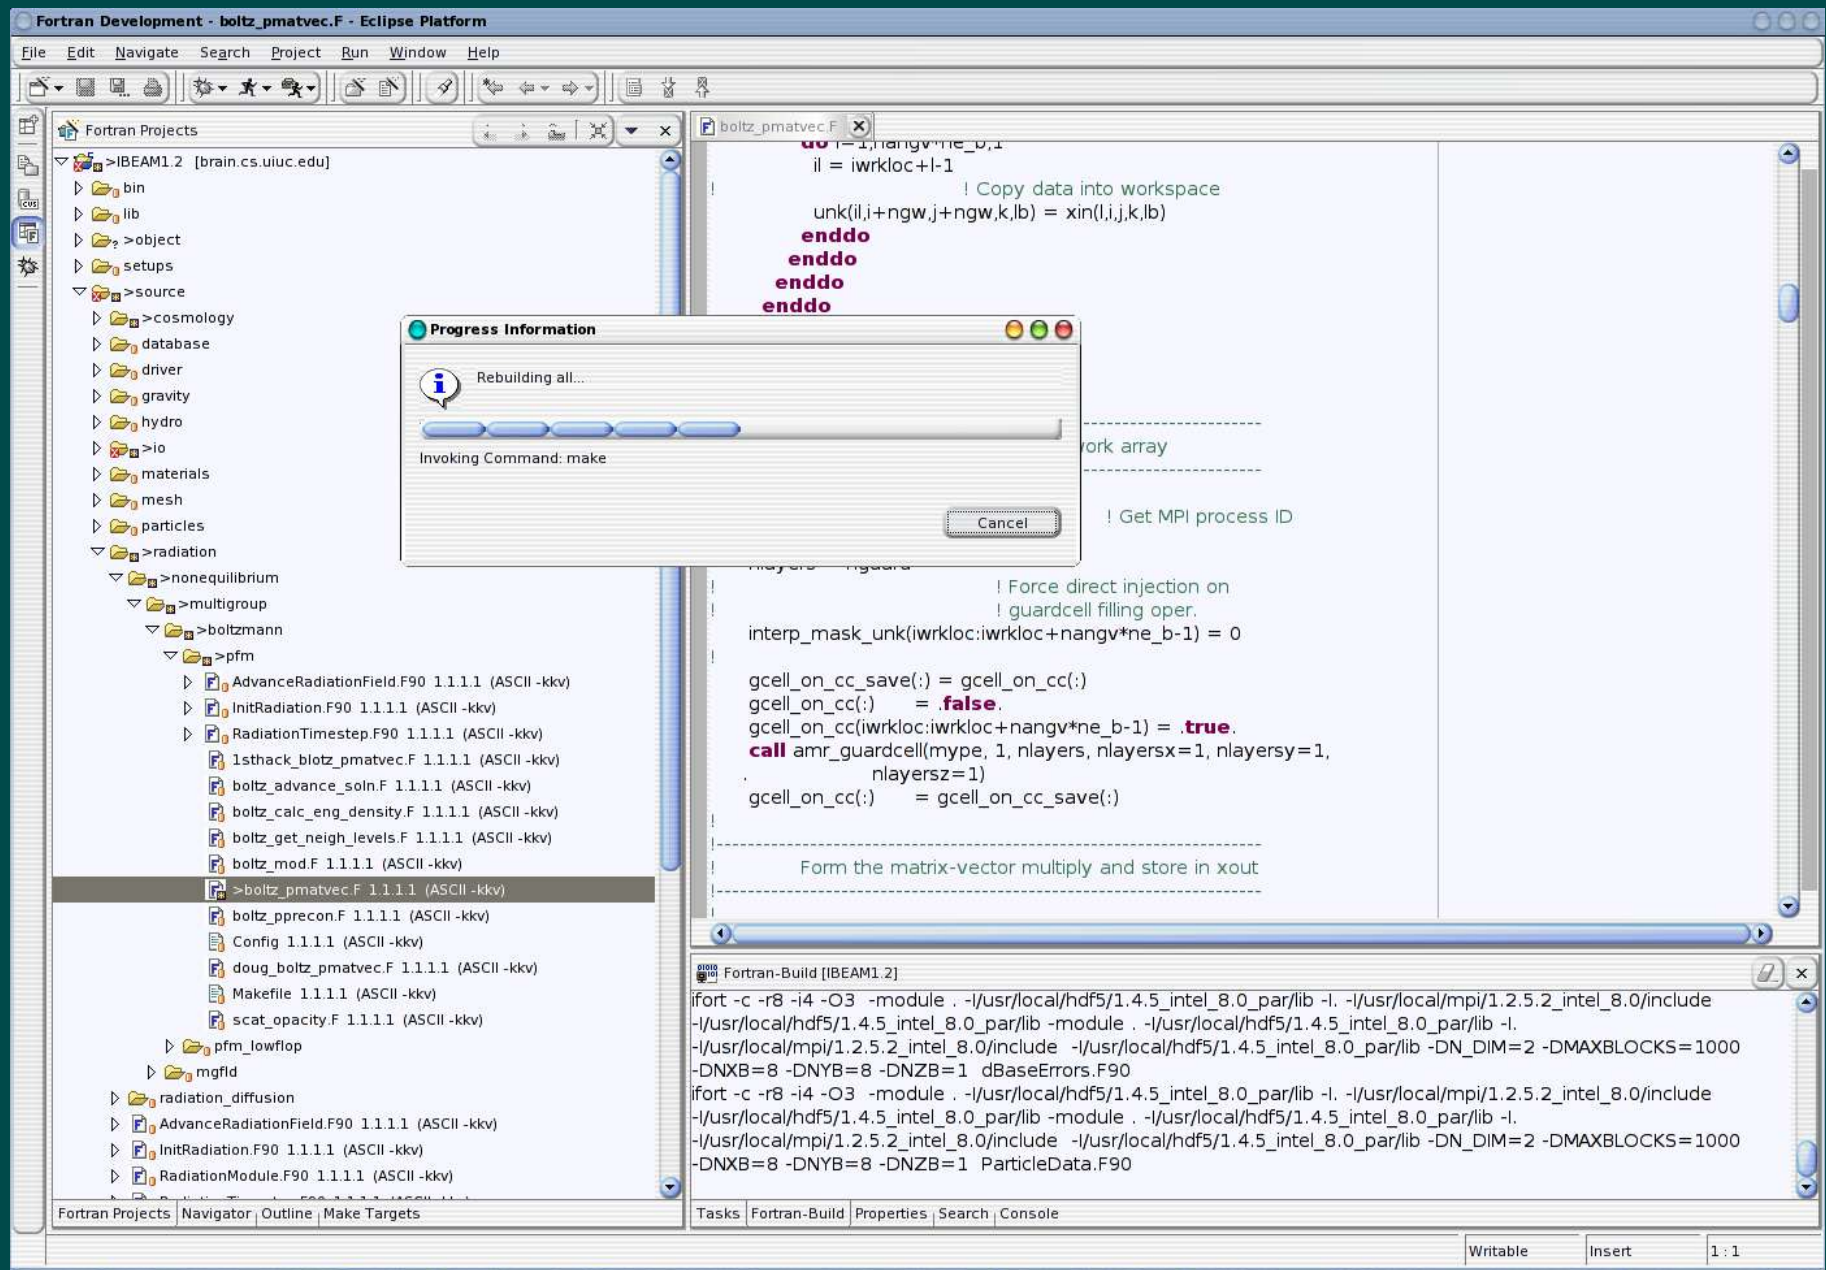 Fortran Development - boltz_pmatvec.F - Eclipse Platform
File Edit Navigate Search Project Run Window Help
Fortran Projects
>IBEAM1.2 [brain.cs.uiuc.edu]
bin
lib
>object
setups
>source
>cosmology
database
driver
gravity
hydro
>io
materials
mesh
particles
>radiation
>nonequilibrium
>multigroup
>boltzmann
>pfm
AdvanceRadiationField.F90 1.1.1.1 (ASCII -kkv)
InitRadiation.F90 1.1.1.1 (ASCII -kkv)
RadiationTimestep.F90 1.1.1.1 (ASCII -kkv)
1sthack_blotz_pmatvec.F 1.1.1.1 (ASCII -kkv)
boltz_advance_soln.F 1.1.1.1 (ASCII -kkv)
boltz_calc_eng_density.F 1.1.1.1 (ASCII -kkv)
boltz_get_neigh_levels.F 1.1.1.1 (ASCII -kkv)
boltz_mod.F 1.1.1.1 (ASCII -kkv)
>boltz_pmatvec.F 1.1.1.1 (ASCII -kkv)
boltz_pprecon.F 1.1.1.1 (ASCII -kkv)
Config 1.1.1.1 (ASCII -kkv)
doug_boltz_pmatvec.F 1.1.1.1 (ASCII -kkv)
Makefile 1.1.1.1 (ASCII -kkv)
scat_opacity.F 1.1.1.1 (ASCII -kkv)
pfm_lowflop
mgfld
radiation_diffusion
AdvanceRadiationField.F90 1.1.1.1 (ASCII -kkv)
InitRadiation.F90 1.1.1.1 (ASCII -kkv)
RadiationModule.F90 1.1.1.1 (ASCII -kkv)
Fortran Projects Navigator Outline Make Targets
boltz_pmatvec.F
il = iwrkloc+l-1
! ! Copy data into workspace
unk(il,i+ngw,j+ngw,k,lb) = xin(l,i,j,k,lb)
enddo
enddo
enddo
enddo
Progress Information
Rebuilding all...
Invoking Command: make
Cancel
array
! Get MPI process ID
! ! Force direct injection on
! ! guardcell filling oper.
interp_mask_unk(iwrkloc:iwrkloc+nangv*ne_b-1) = 0
!
gcell_on_cc_save(:) = gcell_on_cc(:)
gcell_on_cc(:) = .false.
gcell_on_cc(iwrkloc:iwrkloc+nangv*ne_b-1) = .true.
call amr_guardcell(mype, 1, nlayers, nlayersx=1, nlayersy=1,
. nlayersz=1)
gcell_on_cc(:) = gcell_on_cc_save(:)
!
!-----------------------------------------------------------------------
! Form the matrix-vector multiply and store in xout
!-----------------------------------------------------------------------
!
Fortran-Build [IBEAM1.2]
ifort -c -r8 -i4 -O3 -module . -I/usr/local/hdf5/1.4.5_intel_8.0_par/lib -I. -I/usr/local/mpi/1.2.5.2_intel_8.0/include
-I/usr/local/hdf5/1.4.5_intel_8.0_par/lib -module . -I/usr/local/hdf5/1.4.5_intel_8.0_par/lib -I.
-I/usr/local/mpi/1.2.5.2_intel_8.0/include -I/usr/local/hdf5/1.4.5_intel_8.0_par/lib -DN_DIM=2 -DMAXBLOCKS=1000
-DNXB=8 -DNYB=8 -DNZB=1 dBaseErrors.F90
ifort -c -r8 -i4 -O3 -module . -I/usr/local/hdf5/1.4.5_intel_8.0_par/lib -I. -I/usr/local/mpi/1.2.5.2_intel_8.0/include
-I/usr/local/hdf5/1.4.5_intel_8.0_par/lib -module . -I/usr/local/hdf5/1.4.5_intel_8.0_par/lib -I.
-I/usr/local/mpi/1.2.5.2_intel_8.0/include -I/usr/local/hdf5/1.4.5_intel_8.0_par/lib -DN_DIM=2 -DMAXBLOCKS=1000
-DNXB=8 -DNYB=8 -DNZB=1 ParticleData.F90
Tasks Fortran-Build Properties Search Console
Writable Insert 1 : 1